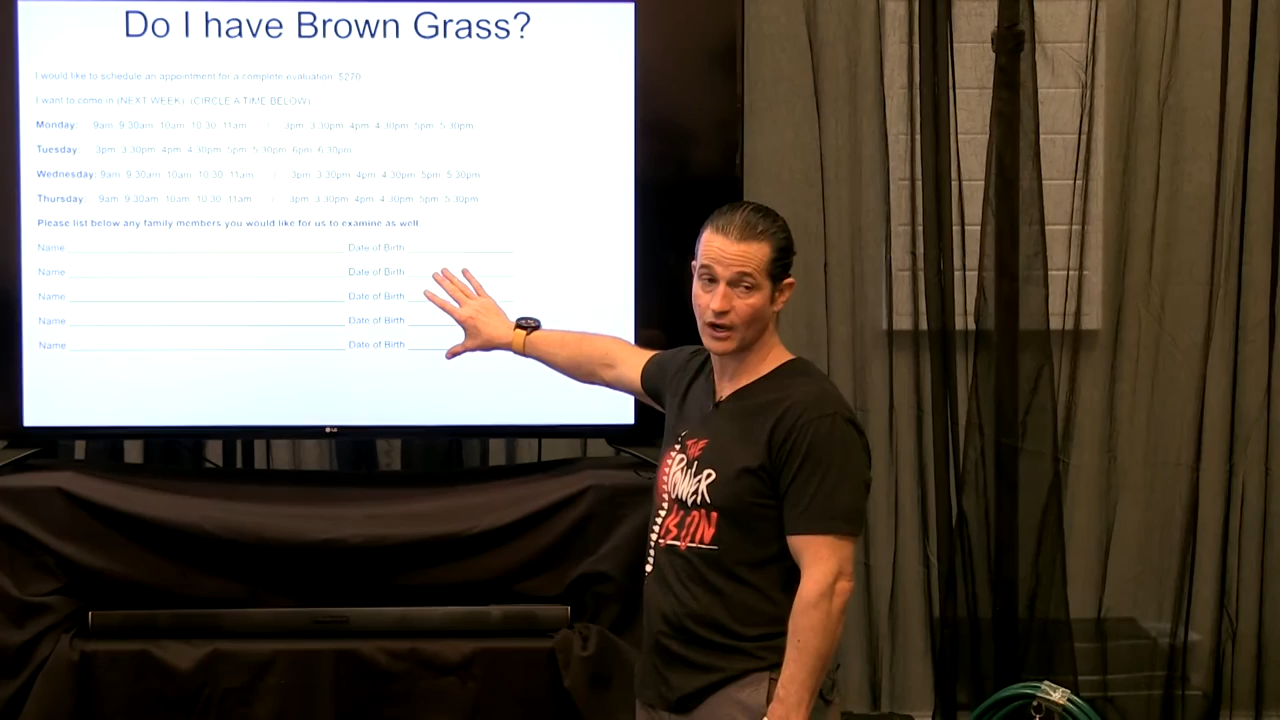 Do I have Brown Grass?
I would like to schedule an appointment for a complete evaluation: $270
I want to come in (NEXT WEEK): (CIRCLE A TIME BELOW)
Monday: 9am 9:30am 10am 10:30 11am / 3pm 3:30pm 4pm 4:30pm 5pm 5:30pm
Tuesday: 3pm 3:30pm 4pm 4:30pm 5pm 5:30pm 6pm 6:30pm
Wednesday: 9am 9:30am 10am 10:30 11am / 3pm 3:30pm 4pm 4:30pm 5pm 5:30pm
Thursday: 9am 9:30am 10am 10:30 11am / 3pm 3:30pm 4pm 4:30pm 5pm 5:30pm
Please list below any family members you would like for us to examine as well.
Name Date of Birth
Name Date of Birth
Name Date of Birth
Name Date of Birth
Name Date of Birth
LG
THE
POWER
IS ON